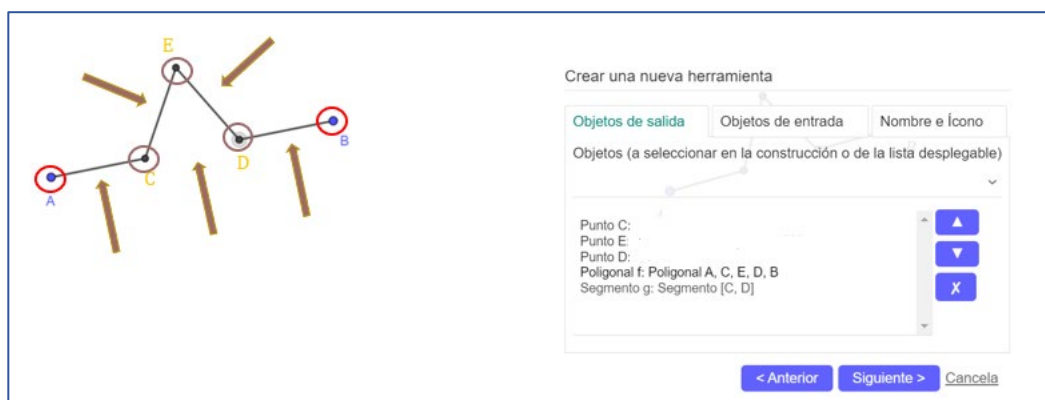 E
C
D
A
B
Crear una nueva herramienta
Objetos de salida
Objetos de entrada
Nombre e Ícono
Objetos (a seleccionar en la construcción o de la lista desplegable)
Punto C:
Punto E:
Punto D:
Poligonal f: Poligonal A, C, E, D, B
Segmento g: Segmento [C, D]
▲
▼
✗
< Anterior
Siguiente >
Cancela